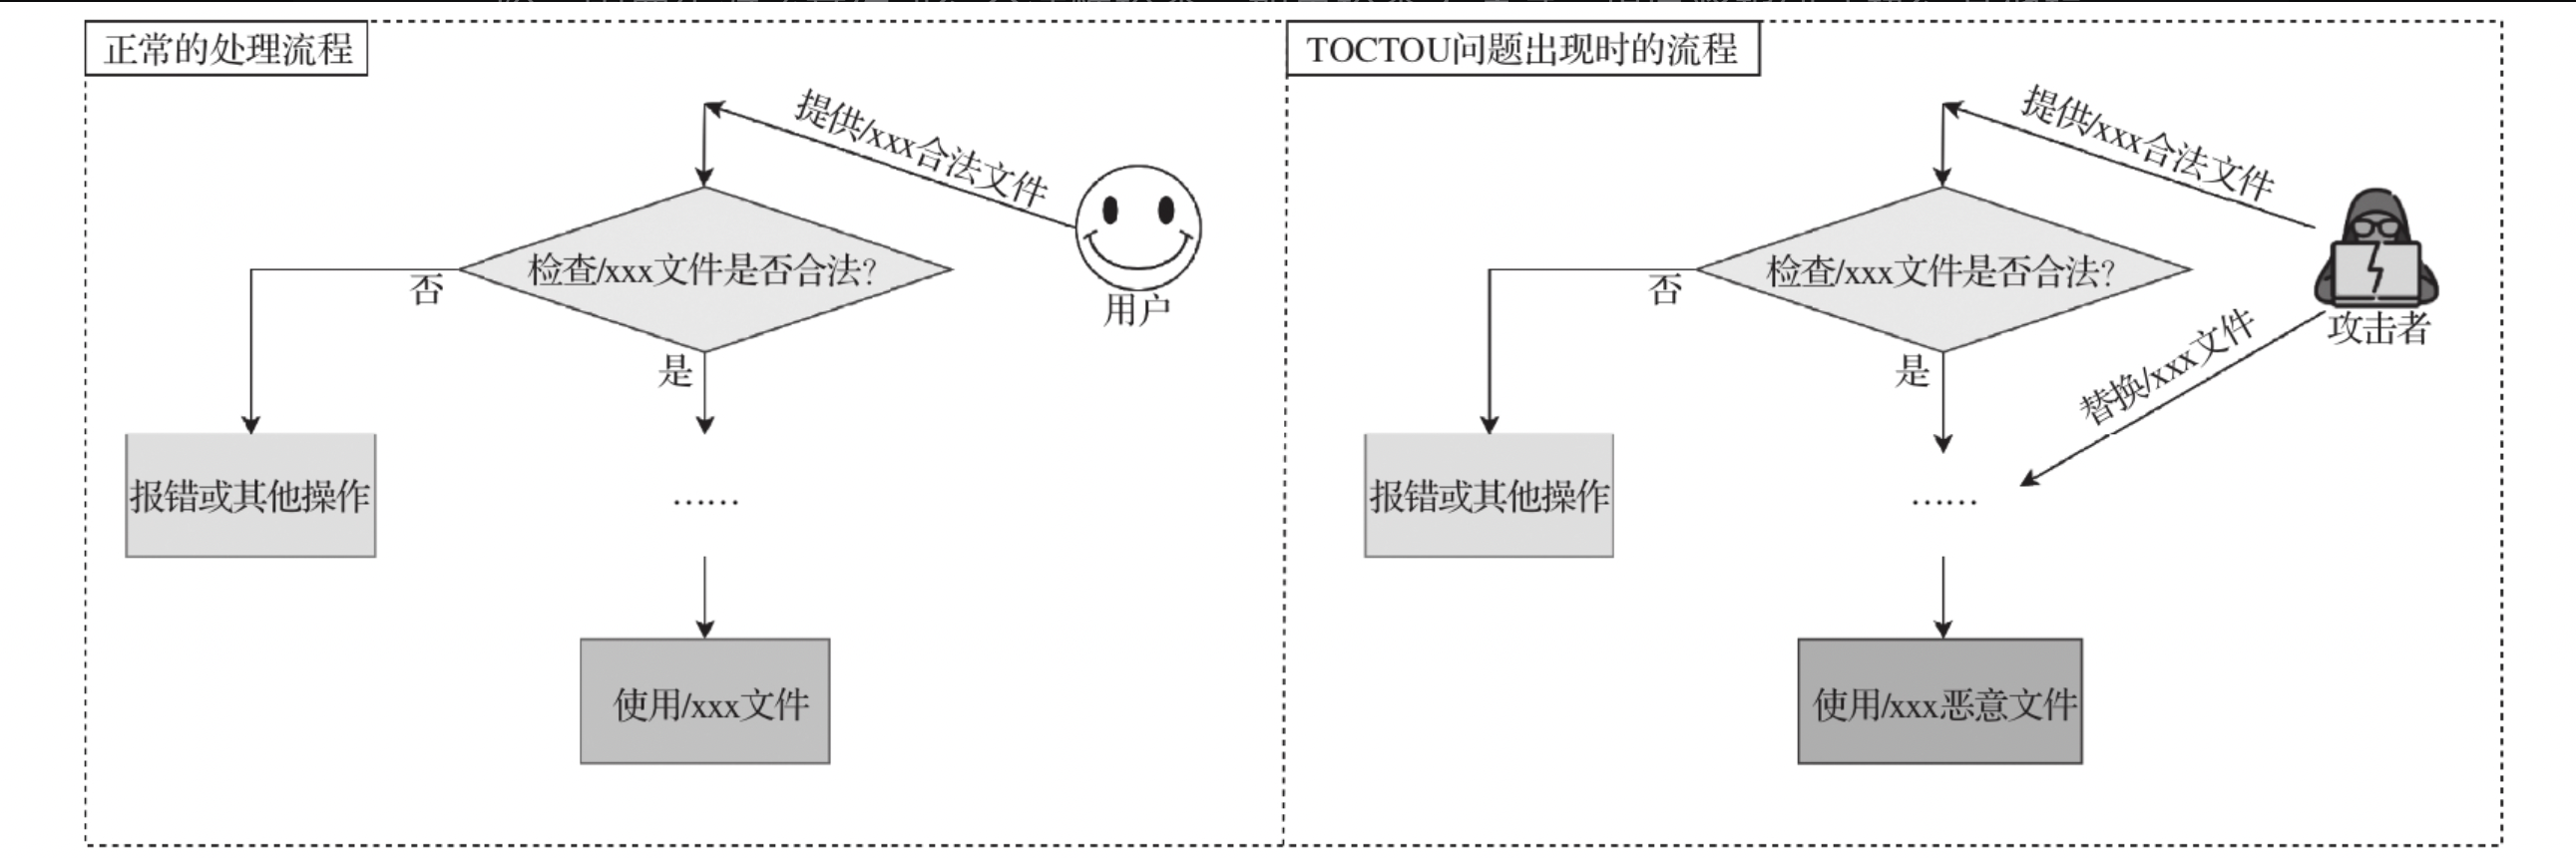 正常的处理流程
提供/xxx合法文件
检查/xxx文件是否合法?
用户
否
是
报错或其他操作
......
使用/xxx文件
TOCTOU问题出现时的流程
提供/xxx合法文件
检查/xxx文件是否合法?
攻击者
否
是
替换/xxx文件
报错或其他操作
......
使用/xxx恶意文件